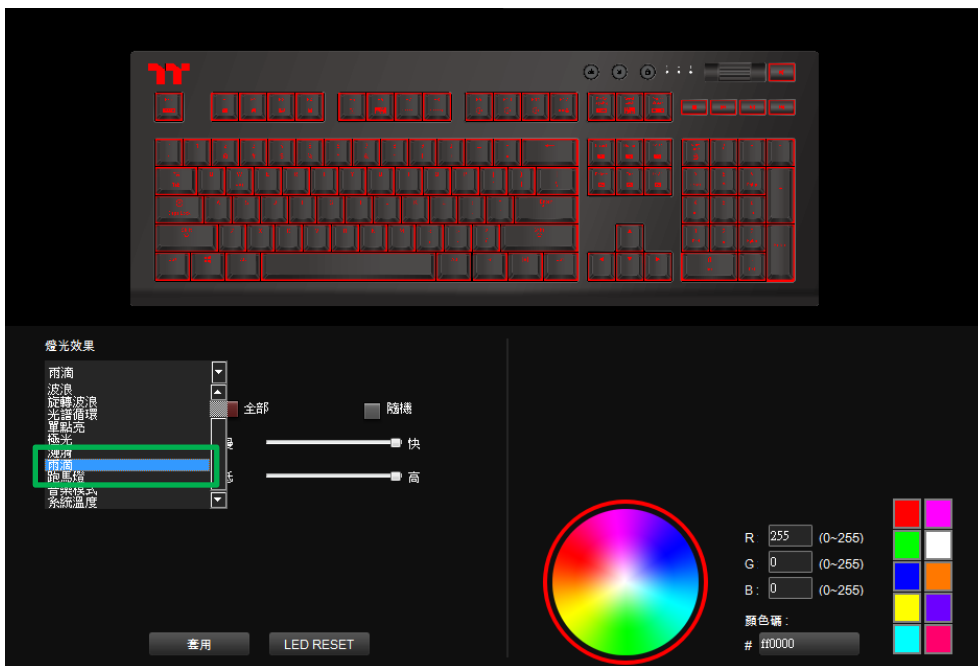 燈光效果
雨滴
波浪
旋轉波浪
光譜循環
單點亮
極光
漣漪
雨滴
跑馬燈
音樂模式
系統溫度
全部
隨機
快
高
R 255 (0~255)
G 0 (0~255)
B : 0 (0~255)
顏色碼 :
# ff0000
套用
LED RESET